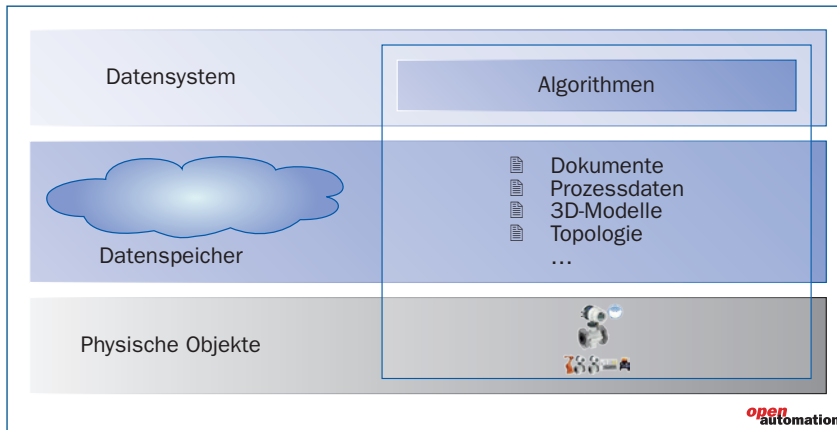 Datensystem
Algorithmen
Dokumente
Prozessdaten
3D-Modelle
Topologie
...
Datenspeicher
Physische Objekte
open
automation